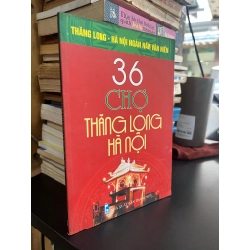 THĂNG LONG - HÀ NỘI NGÀN NĂM VĂN HIẾN
36
CHỢ
THĂNG LONG
HÀ NỘI